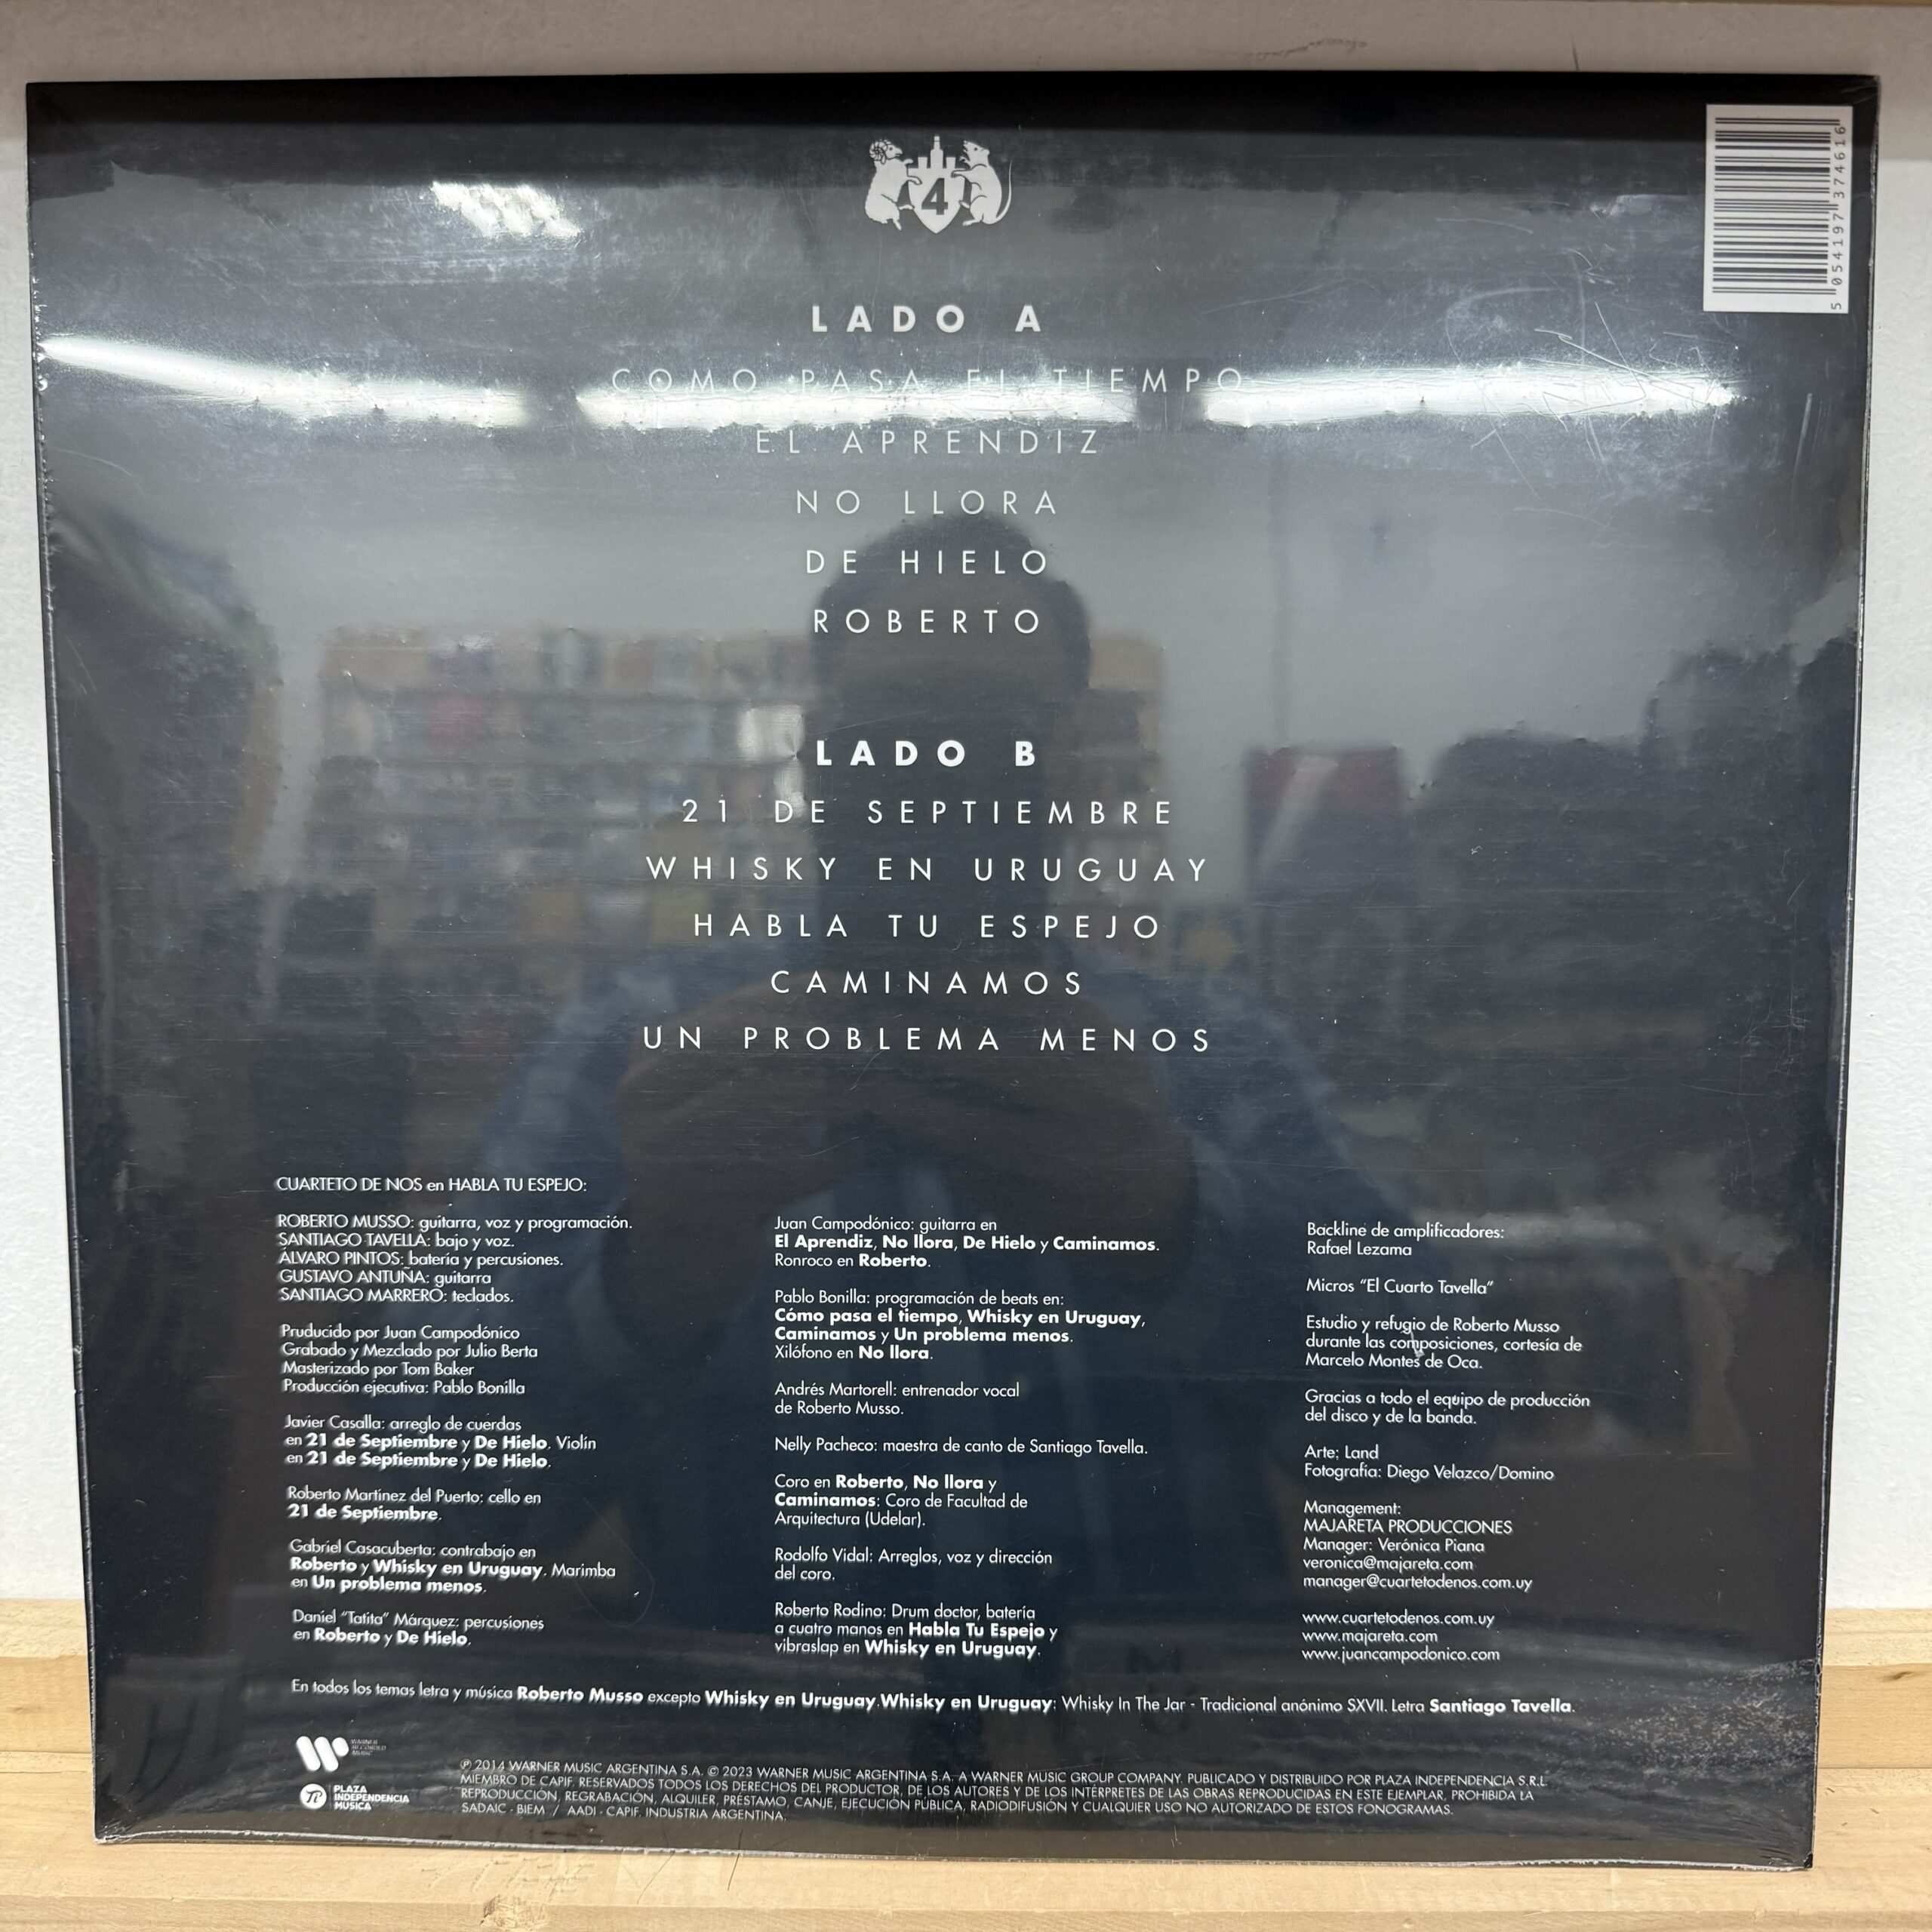 4
5 054197 374616
LADO A
COMO PASA EL TIEMPO
EL APRENDIZ
NO LLORA
DE HIELO
ROBERTO
LADO B
21 DE SEPTIEMBRE
WHISKY EN URUGUAY
HABLA TU ESPEJO
CAMINAMOS
UN PROBLEMA MENOS
CUARTETO DE NOS en HABLA TU ESPEJO:
ROBERTO MUSSO: guitarra, voz y programación.
SANTIAGO TAVELLA: bajo y voz.
ÁLVARO PINTOS: batería y percusiones.
GUSTAVO ANTUÑA: guitarra
SANTIAGO MARRERO: teclados.
Pruducido por Juan Campodónico
Grabado y Mezclado por Julio Berta
Masterizado por Tom Baker
Producción ejecutiva: Pablo Bonilla
Javier Casalla: arreglo de cuerdas
en 21 de Septiembre y De Hielo. Violín
en 21 de Septiembre y De Hielo.
Roberto Martínez del Puerto: cello en
21 de Septiembre.
Gabriel Casacuberta: contrabajo en
Roberto y Whisky en Uruguay. Marimba
en Un problema menos.
Daniel "Tatita" Márquez: percusiones
en Roberto y De Hielo.
Juan Campodónico: guitarra en
El Aprendiz, No llora, De Hielo y Caminamos.
Ronroco en Roberto.
Pablo Bonilla: programación de beats en:
Cómo pasa el tiempo, Whisky en Uruguay,
Caminamos y Un problema menos.
Xilófono en No llora.
Andrés Martorell: entrenador vocal
de Roberto Musso.
Nelly Pacheco: maestra de canto de Santiago Tavella.
Coro en Roberto, No llora y
Caminamos: Coro de Facultad de
Arquitectura (Udelar).
Rodolfo Vidal: Arreglos, voz y dirección
del coro.
Roberto Rodino: Drum doctor, batería
a cuatro manos en Habla Tu Espejo y
vibraslap en Whisky en Uruguay.
Backline de amplificadores:
Rafael Lezama
Micros "El Cuarto Tavella"
Estudio y refugio de Roberto Musso
durante las composiciones, cortesía de
Marcelo Montes de Oca.
Gracias a todo el equipo de producción
del disco y de la banda.
Arte: Land
Fotografía: Diego Velazco/Domino
Management:
MAJARETA PRODUCCIONES
Manager: Verónica Piana
veronica@majareta.com
manager@cuartetodenos.com.uy
www.cuartetodenos.com.uy
www.majareta.com
www.juancampodonico.com
En todos los temas letra y música Roberto Musso excepto Whisky en Uruguay.Whisky en Uruguay: Whisky In The Jar - Tradicional anónimo SXVII. Letra Santiago Tavella.
WARNER
RECORDED
MUSIC
PLAZA
INDEPENDENCIA
MÚSICA
℗ 2014 WARNER MUSIC ARGENTINA S.A. © 2023 WARNER MUSIC ARGENTINA S.A. A WARNER MUSIC GROUP COMPANY. PUBLICADO Y DISTRIBUIDO POR PLAZA INDEPENDENCIA S.R.L.
MIEMBRO DE CAPIF. RESERVADOS TODOS LOS DERECHOS DEL PRODUCTOR, DE LOS AUTORES Y DE LOS INTÉRPRETES DE LAS OBRAS REPRODUCIDAS EN ESTE EJEMPLAR, PROHIBIDA LA
REPRODUCCIÓN, REGRABACIÓN, ALQUILER, PRÉSTAMO, CANJE, EJECUCIÓN PÚBLICA, RADIODIFUSIÓN Y CUALQUIER USO NO AUTORIZADO DE ESTOS FONOGRAMAS.
SADAIC - BIEM / AADI - CAPIF. INDUSTRIA ARGENTINA.